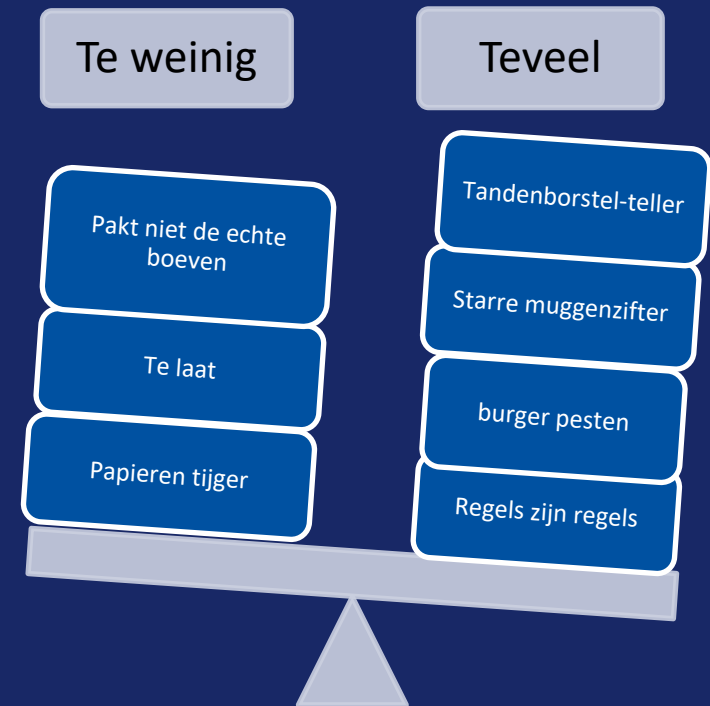 Te weinig
Teveel
Pakt niet de echte
boeven
Te laat
Papieren tijger
Tandenborstel-teller
Starre muggenzifter
burger pesten
Regels zijn regels